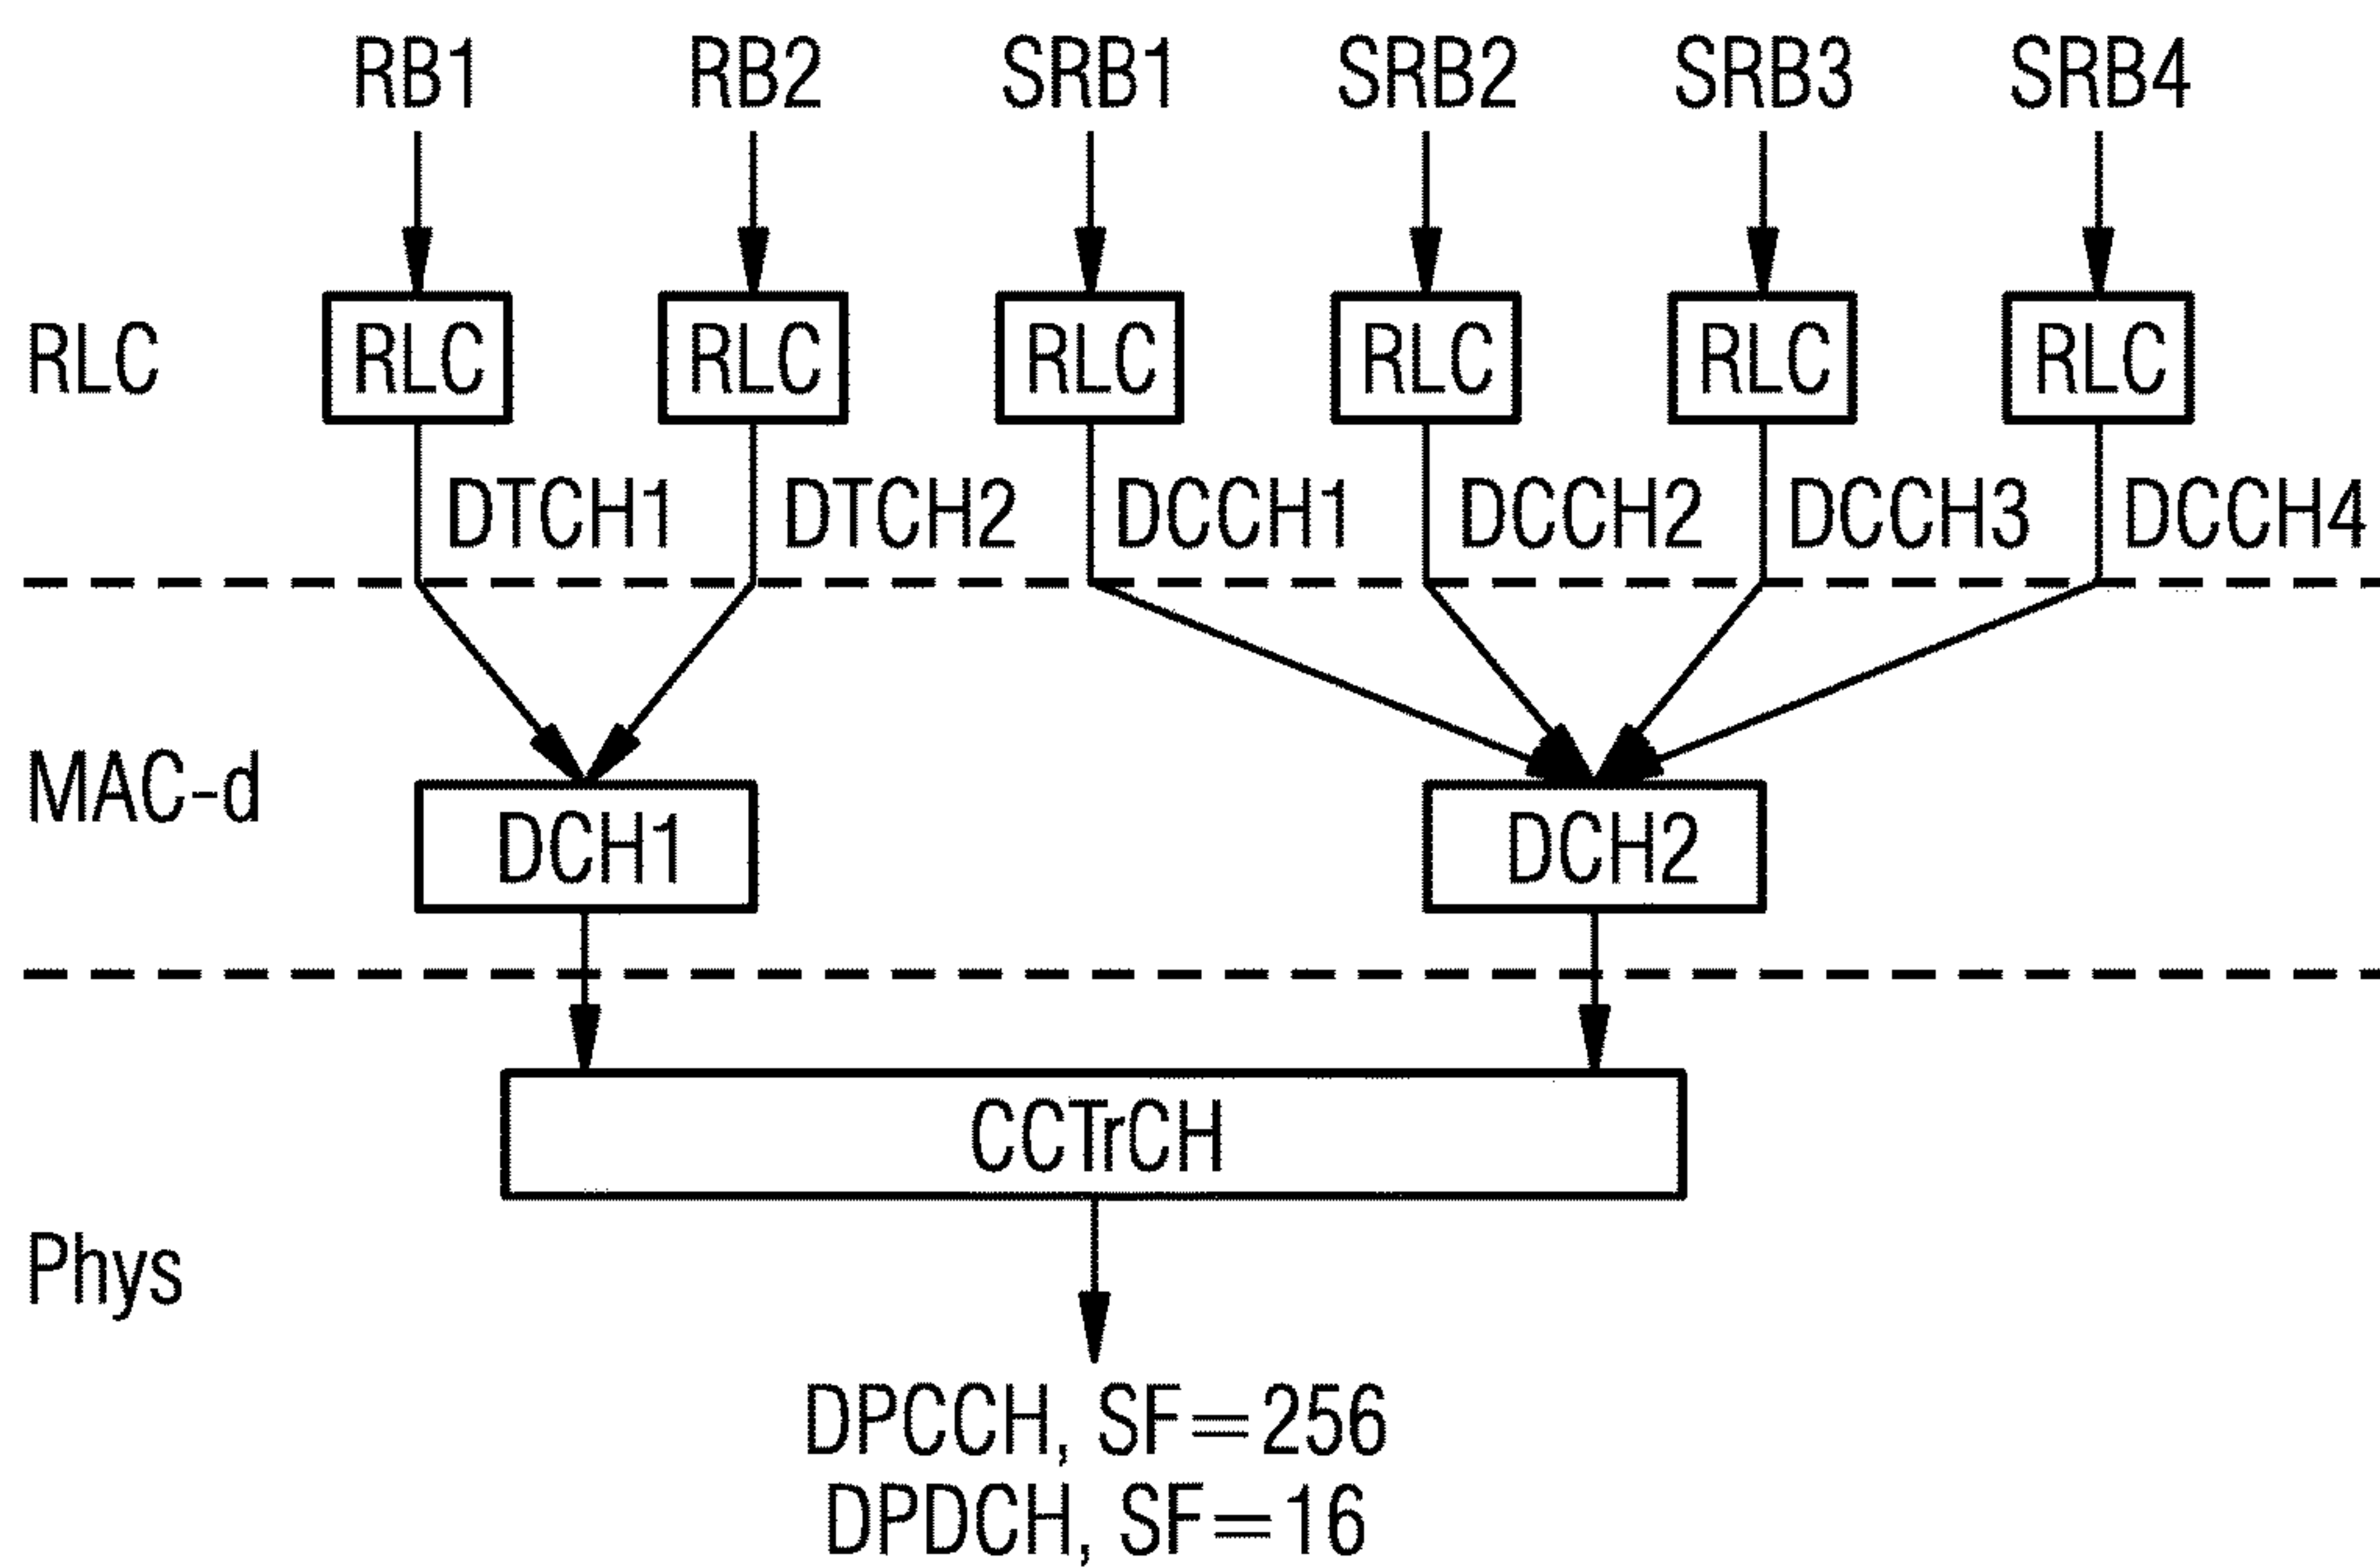 RB1 RB2 SRB1 SRB2 SRB3 SRB4
RLC RLC RLC RLC RLC RLC RLC
DTCH1 DTCH2 DCCH1 DCCH2 DCCH3 DCCH4
MAC-d
DCH1 DCH2
CCTrCH
Phys
DPCCH, SF=256
DPDCH, SF=16